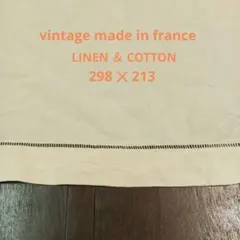 vintage made in france
LINEN & COTTON
298 × 213